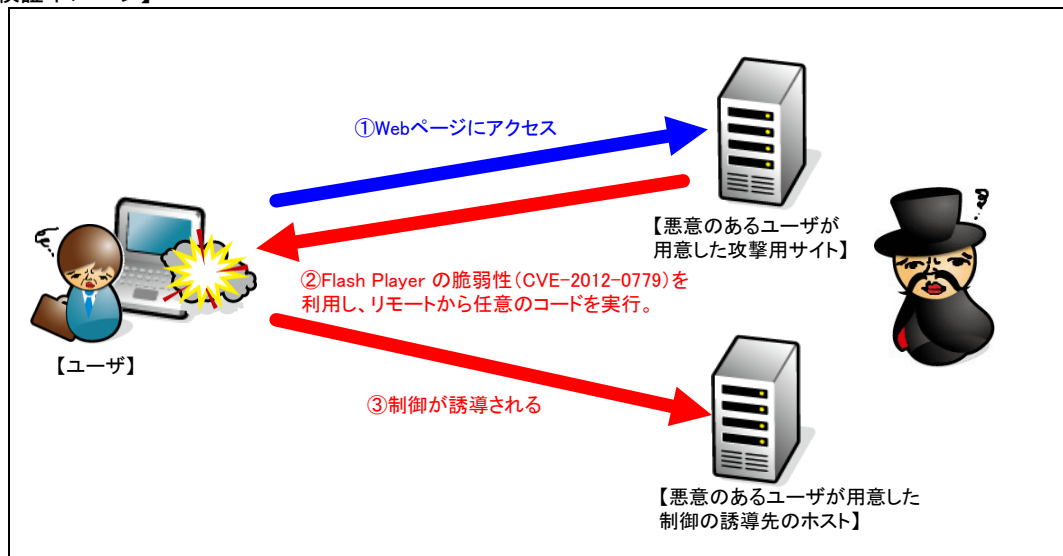 ①Webページにアクセス
【悪意のあるユーザが
用意した攻撃用サイト】
②Flash Player の脆弱性(CVE-2012-0779)を
利用し、リモートから任意のコードを実行。
【ユーザ】
③制御が誘導される
【悪意のあるユーザが用意した
制御の誘導先のホスト】